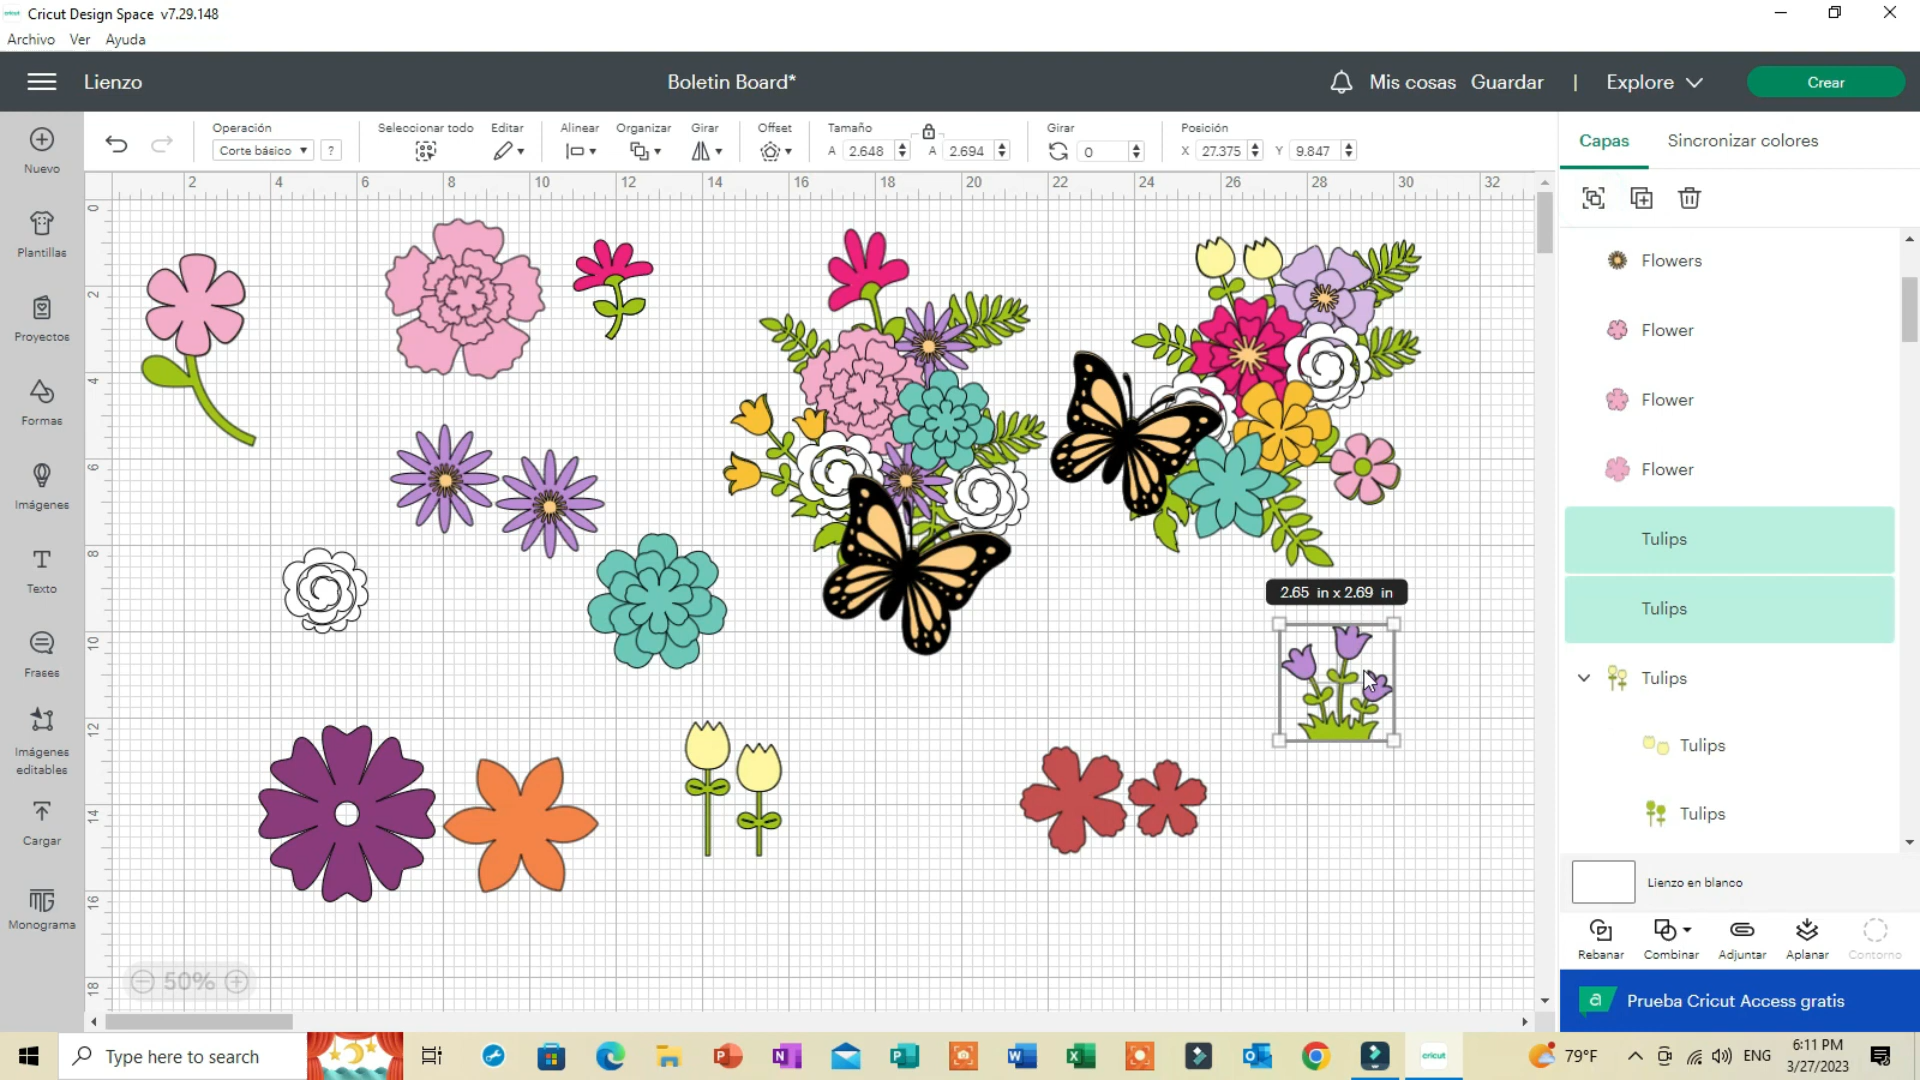 Cricut Design Space v7.29.148
Archivo Ver Ayuda
Lienzo Boletin Board* Mis cosas Guardar | Explore Crear
Operación Seleccionar todo Editar Alinear Organizar Girar Offset Tamaño Girar Posición
Corte básico ? A 2.648 A 2.694 0 X 27.375 Y 9.847
Capas Sincronizar colores
Nuevo
Plantillas
Proyectos
Formas
Imágenes
Texto
Frases
Imágenes
editables
Cargar
Monograma
2 4 6 8 10 12 14 16 18 20 22 24 26 28 30 32
0
2
4
6
8
10
12
14
16
18
2.65 in x 2.69 in
50%
Flowers
Flower
Flower
Flower
Tulips
Tulips
Tulips
Tulips
Tulips
Lienzo en blanco
Rebanar Combinar Adjuntar Aplanar Contorno
a Prueba Cricut Access gratis
Type here to search
cricut
79°F ENG
6:11 PM
3/27/2023